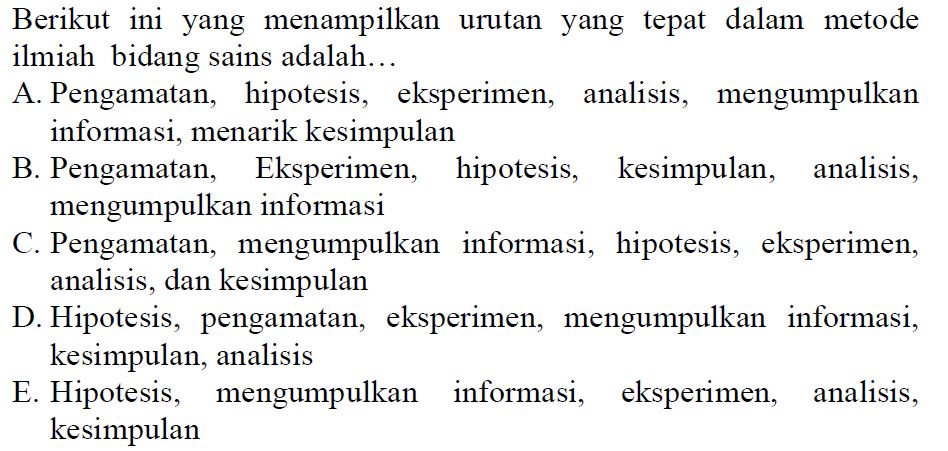 Berikut ini yang menampilkan urutan yang tepat dalam metode
ilmiah bidang sains adalah…
A. Pengamatan, hipotesis, eksperimen, analisis, mengumpulkan
informasi, menarik kesimpulan
B. Pengamatan, Eksperimen, hipotesis, kesimpulan, analisis,
mengumpulkan informasi
C. Pengamatan, mengumpulkan informasi, hipotesis, eksperimen,
analisis, dan kesimpulan
D. Hipotesis, pengamatan, eksperimen, mengumpulkan informasi,
kesimpulan, analisis
E. Hipotesis, mengumpulkan informasi, eksperimen, analisis,
kesimpulan